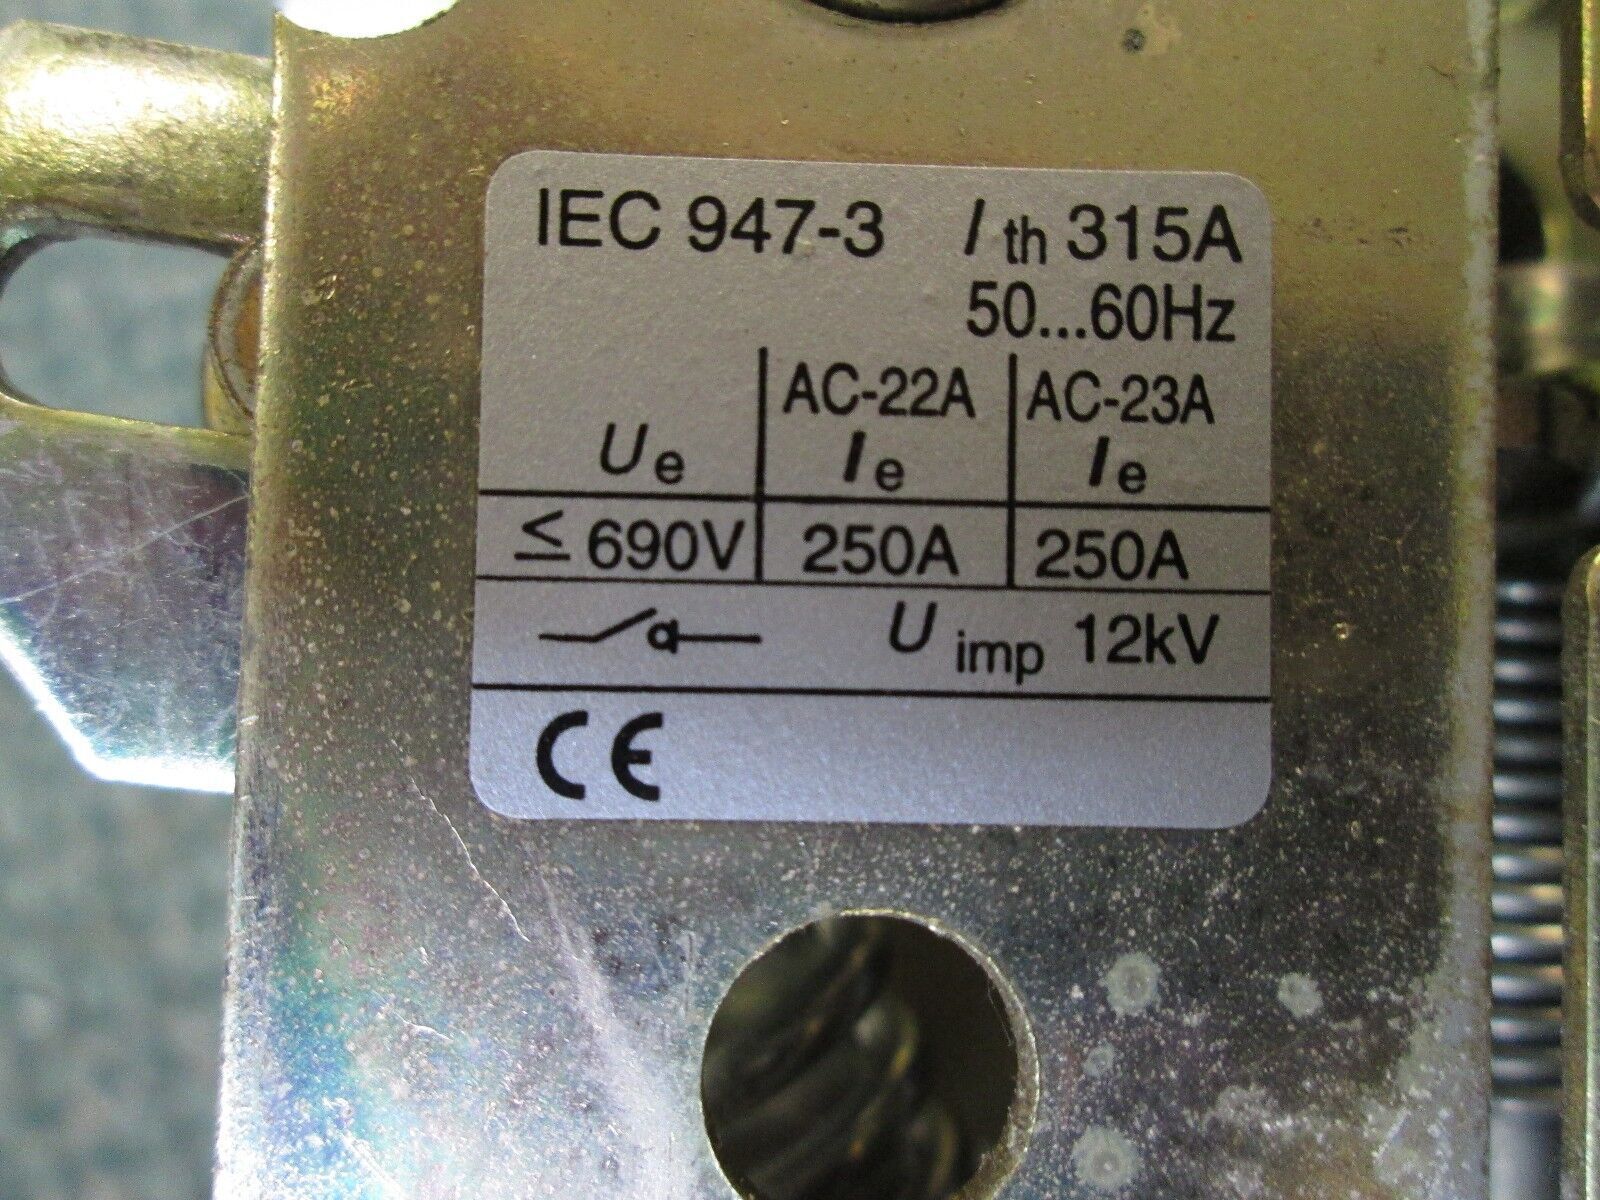 IEC 947-3 Ith 315A
50...60Hz
AC-22A AC-23A
Ue Ie Ie
≤ 690V 250A 250A
Uimp 12kV
CE